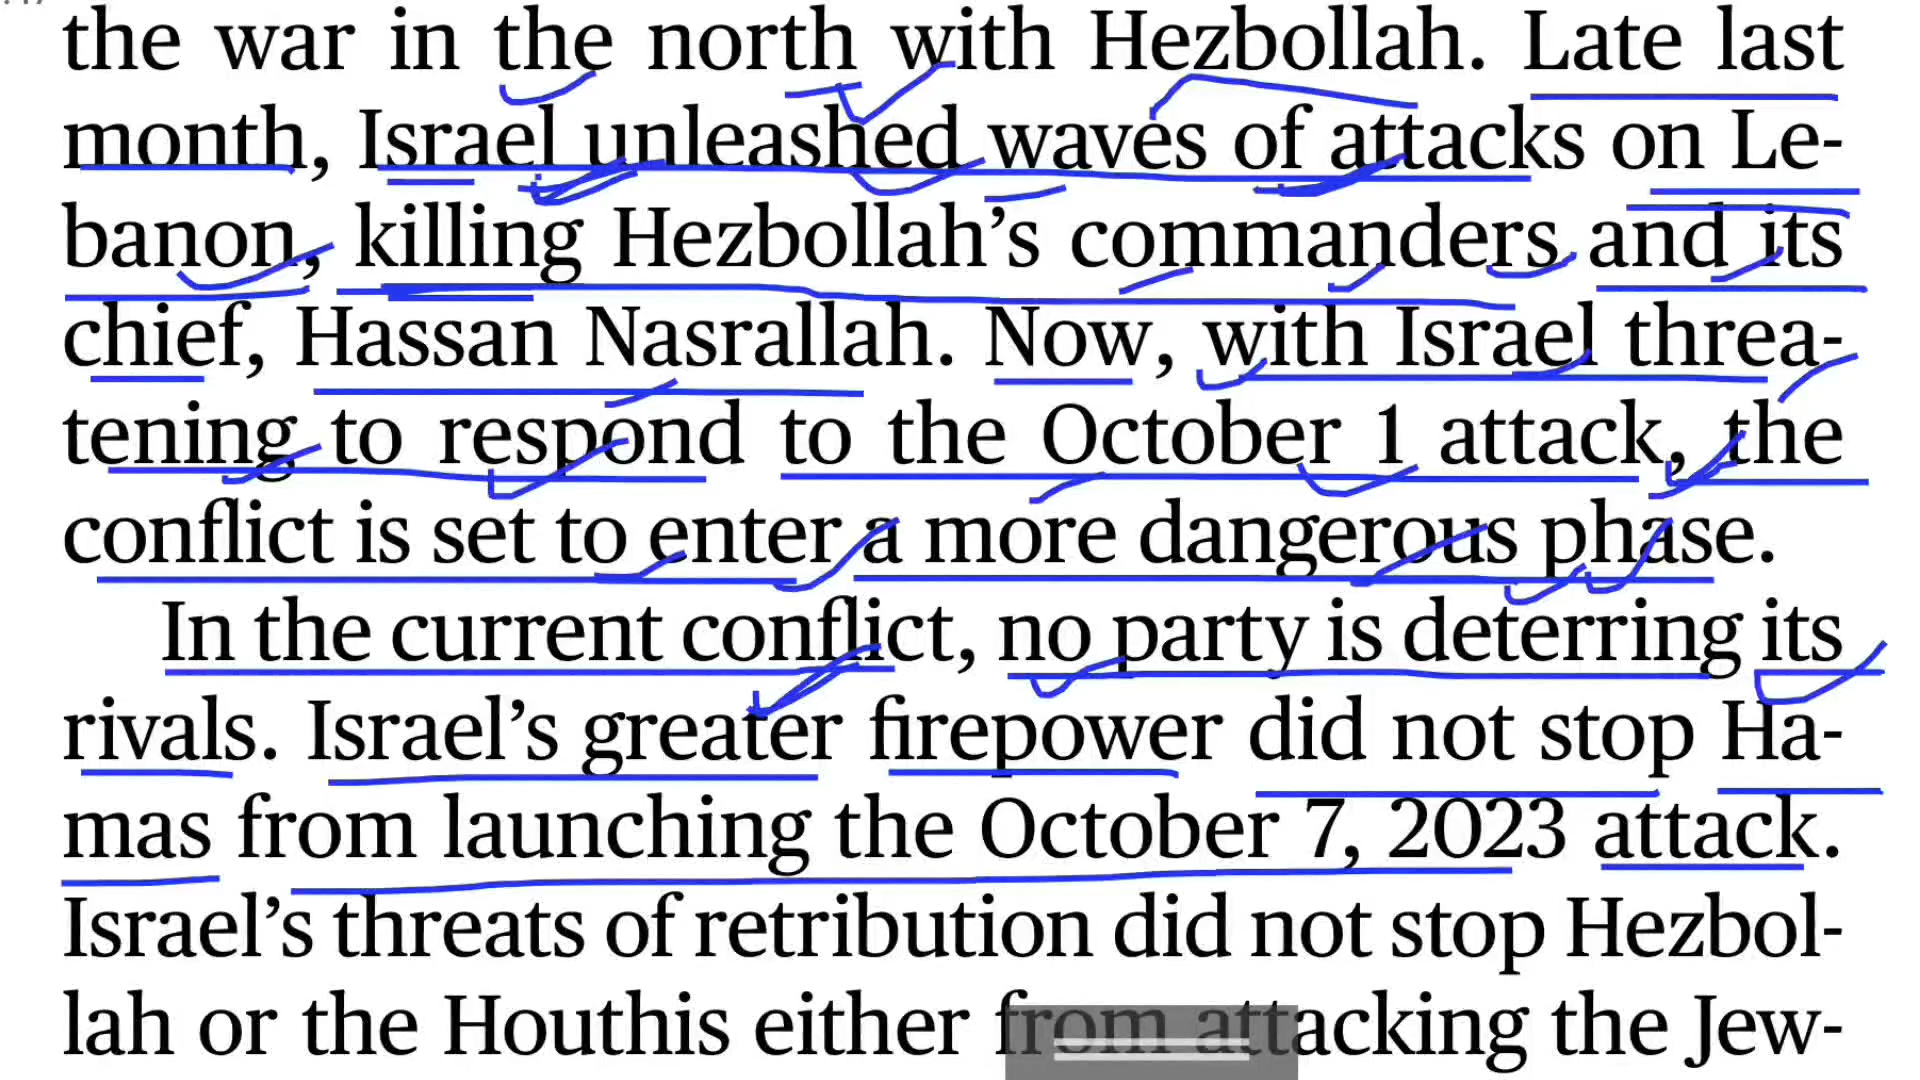 the war in the north with Hezbollah. Late last
month, Israel unleashed waves of attacks on Le-
banon, killing Hezbollah’s commanders and its
chief, Hassan Nasrallah. Now, with Israel threa-
tening to respond to the October 1 attack, the
conflict is set to enter a more dangerous phase.
In the current conflict, no party is deterring its
rivals. Israel’s greater firepower did not stop Ha-
mas from launching the October 7, 2023 attack.
Israel’s threats of retribution did not stop Hezbol-
lah or the Houthis either from attacking the Jew-